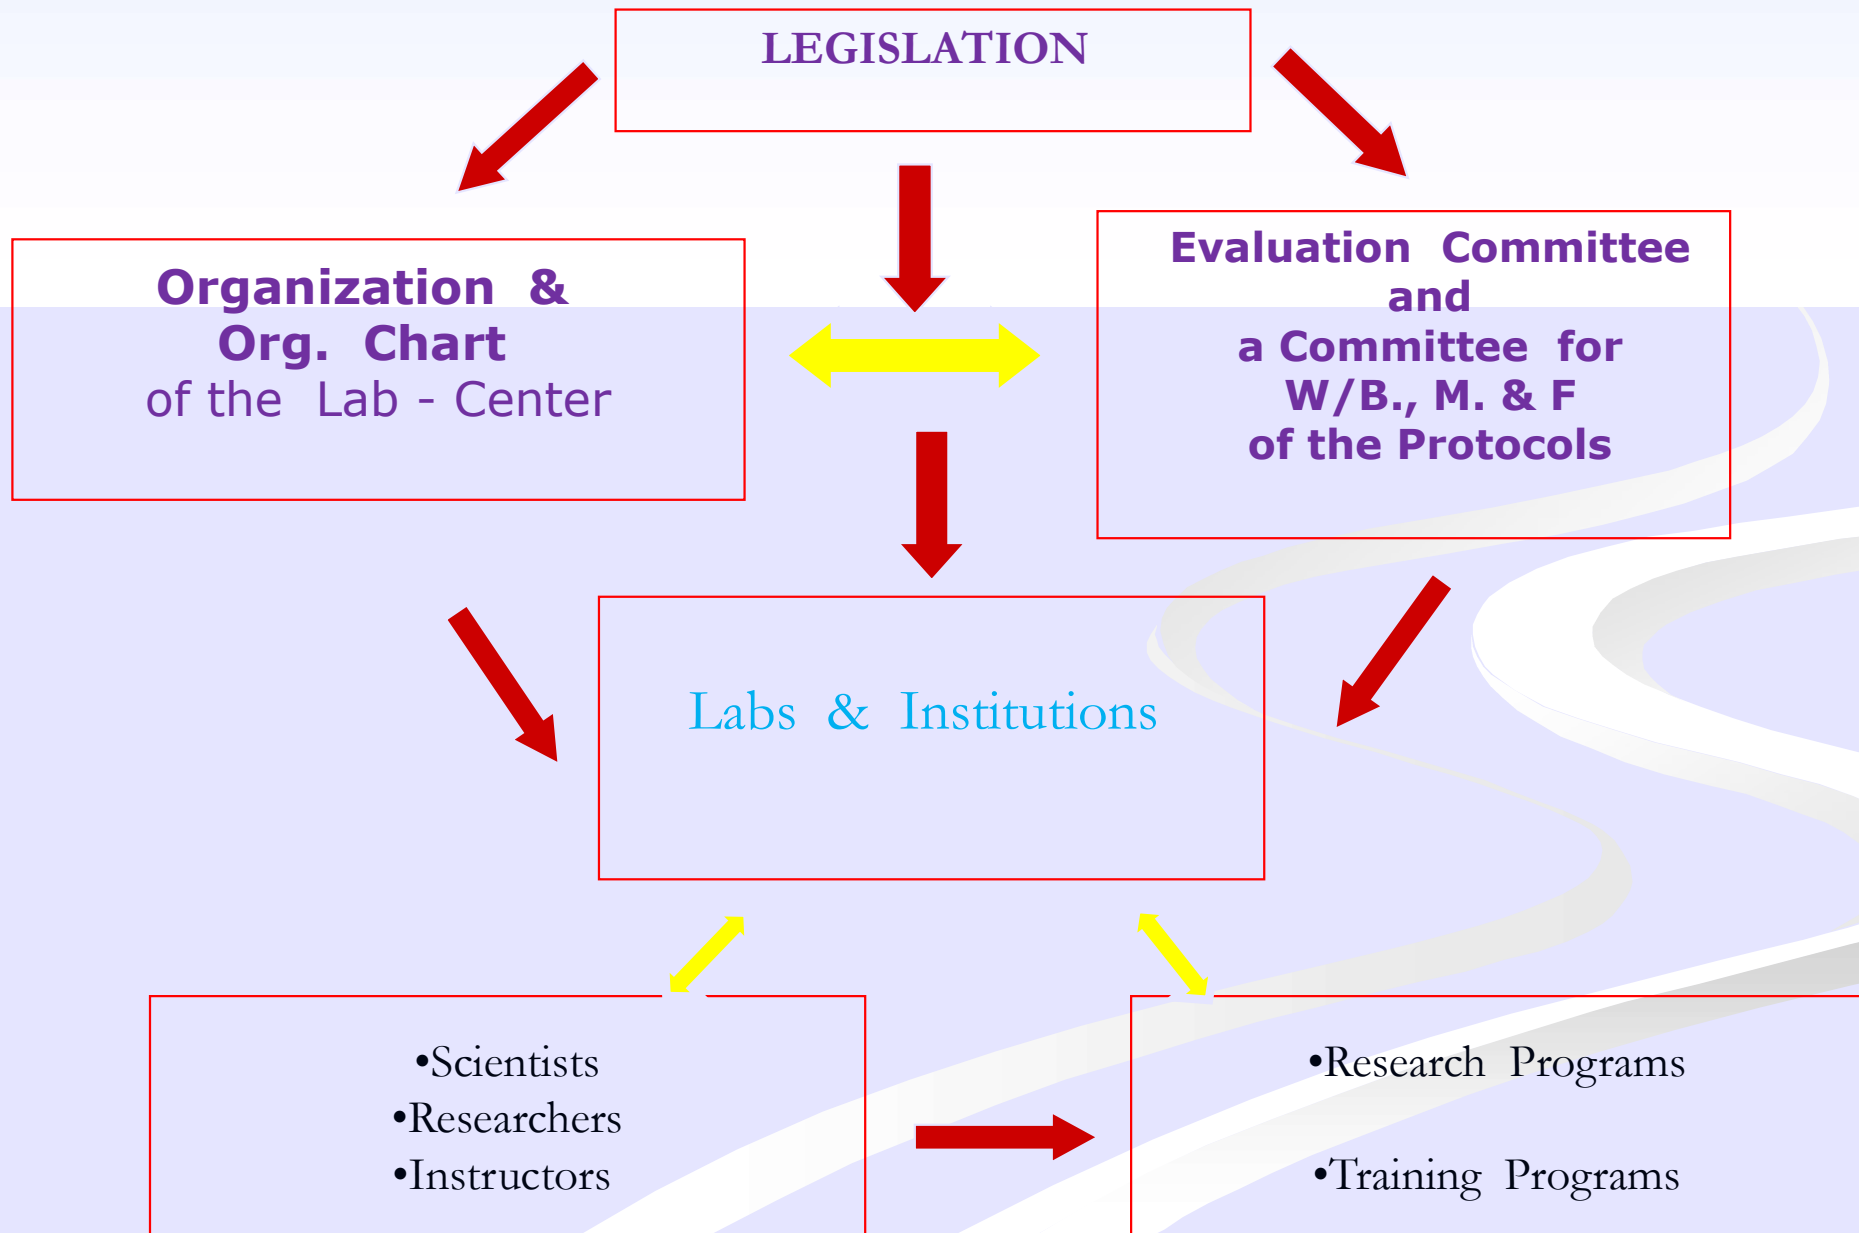 LEGISLATION
Organization &
Org. Chart
of the Lab - Center
Evaluation Committee
and
a Committee for
W/B., M. & F
of the Protocols
Labs & Institutions
•Scientists
•Researchers
•Instructors
•Research Programs
•Training Programs